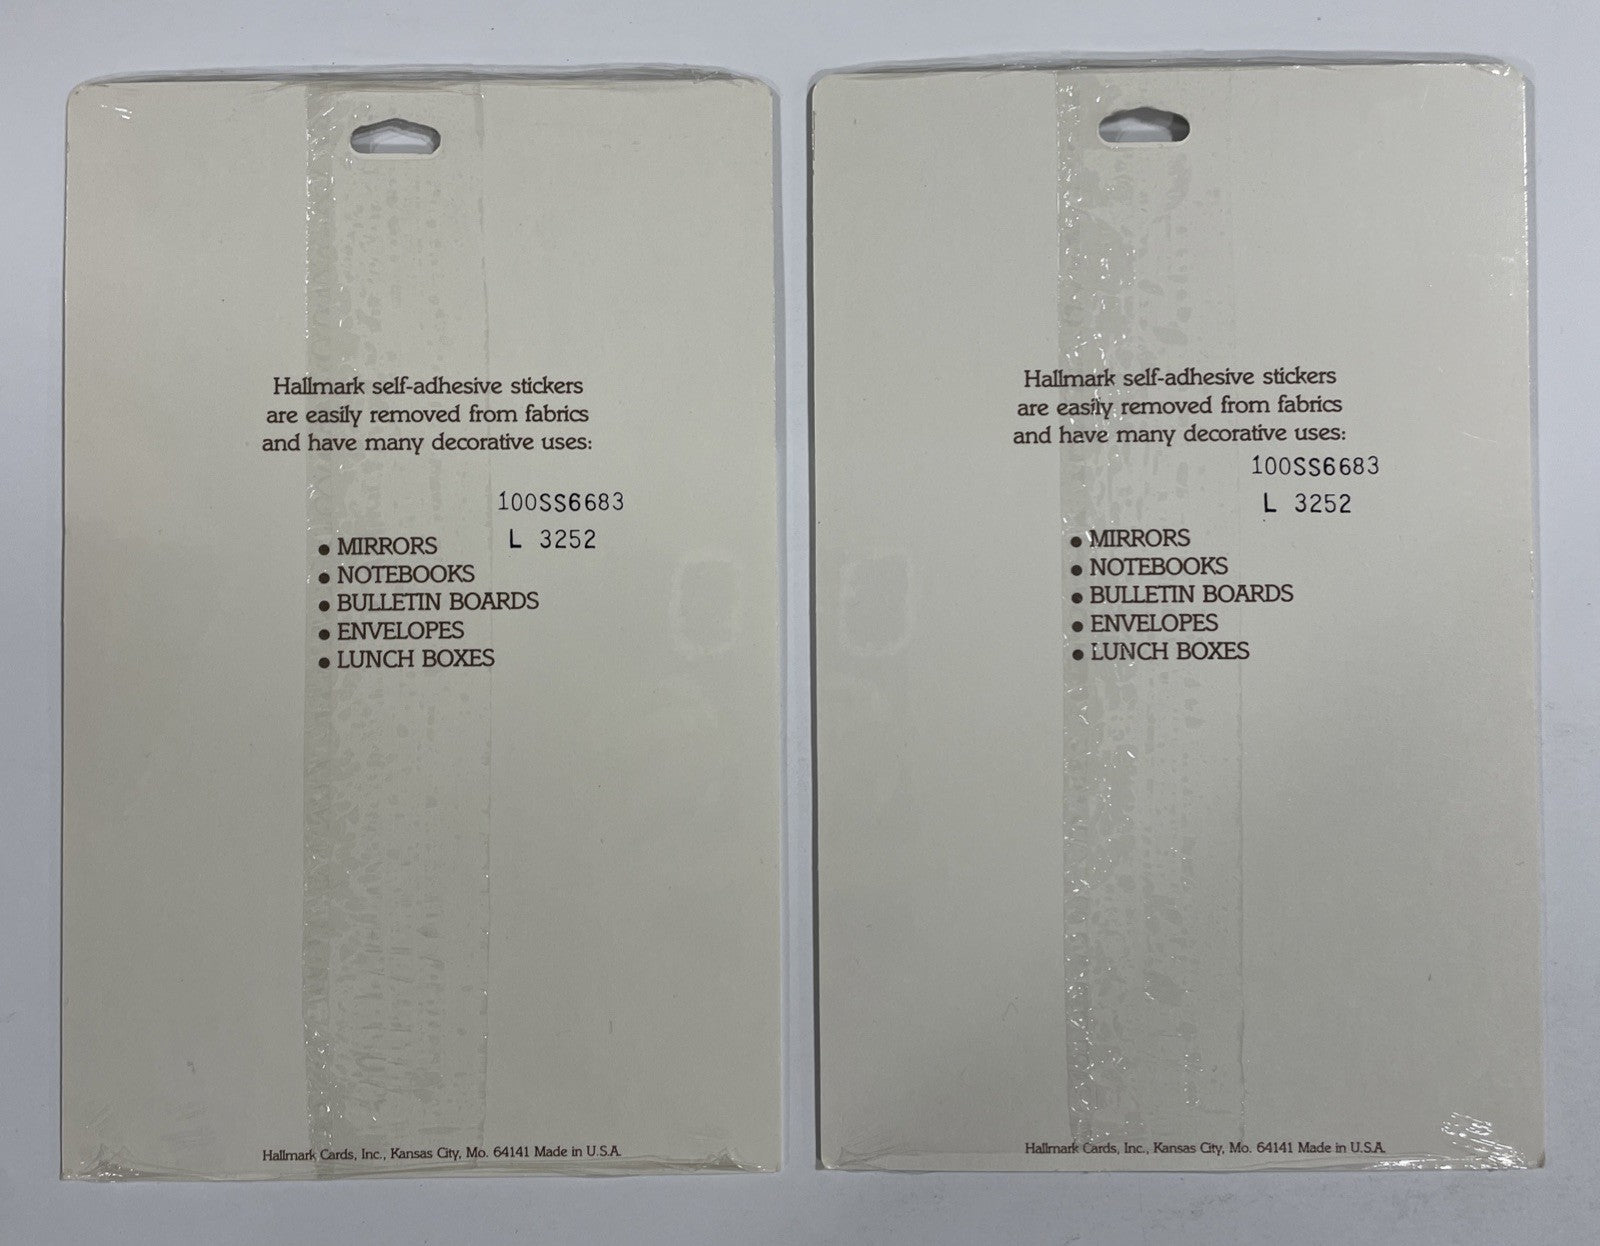 Hallmark self-adhesive stickers
are easily removed from fabrics
and have many decorative uses:
100SS6683
L 3252
• MIRRORS
• NOTEBOOKS
• BULLETIN BOARDS
• ENVELOPES
• LUNCH BOXES
Hallmark Cards, Inc., Kansas City, Mo. 64141 Made in U.S.A.
Hallmark self-adhesive stickers
are easily removed from fabrics
and have many decorative uses:
100SS6683
L 3252
• MIRRORS
• NOTEBOOKS
• BULLETIN BOARDS
• ENVELOPES
• LUNCH BOXES
Hallmark Cards, Inc., Kansas City, Mo. 64141 Made in U.S.A.